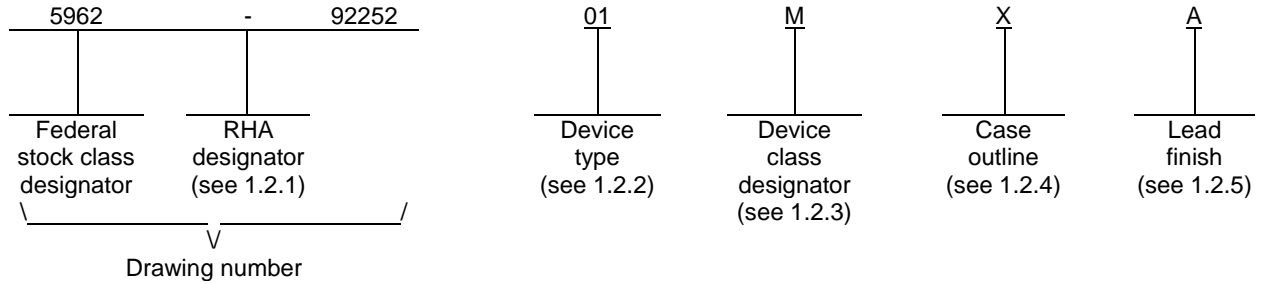 5962 - 92252 01 M X A
Federal stock class designator
RHA designator (see 1.2.1)
Device type (see 1.2.2)
Device class designator (see 1.2.3)
Case outline (see 1.2.4)
Lead finish (see 1.2.5)
Drawing number